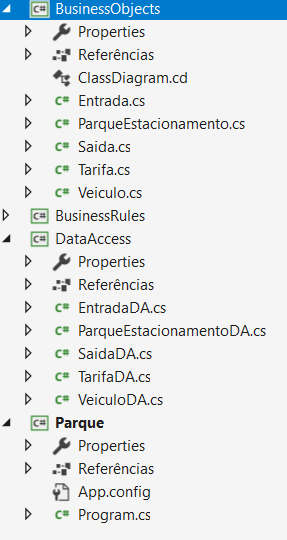 C# BusinessObjects
Properties
Referências
ClassDiagram.cd
C# Entrada.cs
C# ParqueEstacionamento.cs
C# Saida.cs
C# Tarifa.cs
C# Veiculo.cs
C# BusinessRules
C# DataAccess
Properties
Referências
C# EntradaDA.cs
C# ParqueEstacionamentoDA.cs
C# SaidaDA.cs
C# TarifaDA.cs
C# VeiculoDA.cs
C# Parque
Properties
Referências
App.config
C# Program.cs